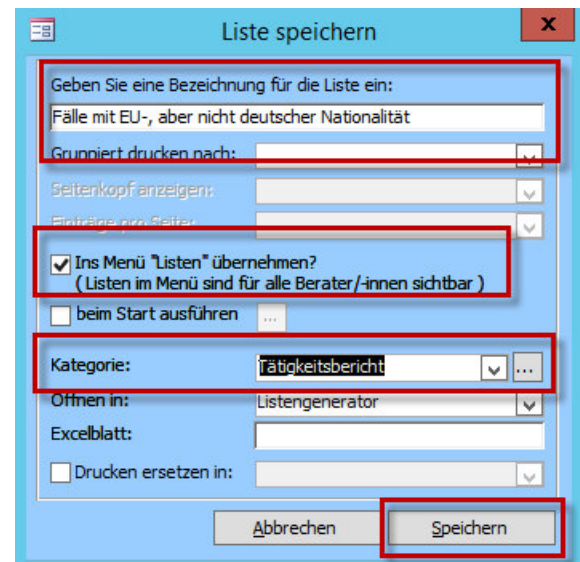 Liste speichern
x
Geben Sie eine Bezeichnung für die Liste ein:
Fälle mit EU-, aber nicht deutscher Nationalität
Gruppiert drucken nach:
Seitenkopf anzeigen:
Einträge pro Seite:
Ins Menü "Listen" übernehmen?
( Listen im Menü sind für alle Berater/-innen sichtbar )
beim Start ausführen ...
Kategorie: Tätigkeitsbericht ...
Öffnen in: Listengenerator
Excelblatt:
Drucken ersetzen in:
Abbrechen Speichern